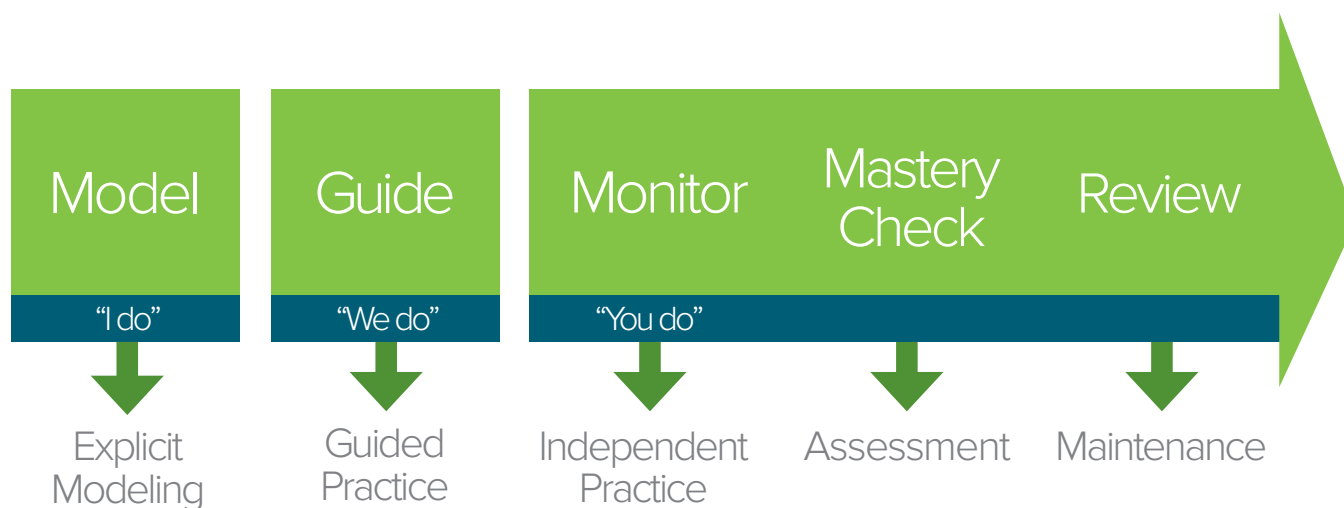 Model
Guide
Monitor
Mastery
Check
Review
“I do”
“We do”
“You do”
Explicit
Modeling
Guided
Practice
Independent
Practice
Assessment
Maintenance